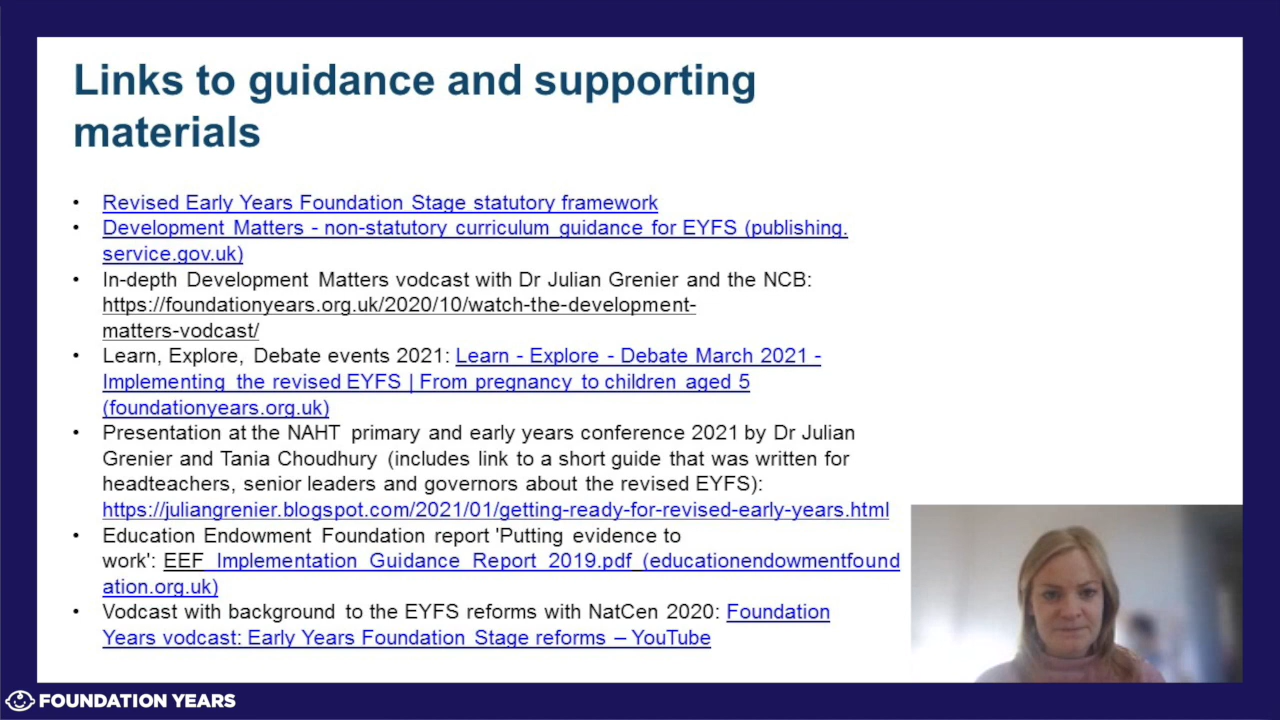 Links to guidance and supporting
materials
• Revised Early Years Foundation Stage statutory framework
• Development Matters - non-statutory curriculum guidance for EYFS (publishing.
service.gov.uk)
• In-depth Development Matters vodcast with Dr Julian Grenier and the NCB:
https://foundationyears.org.uk/2020/10/watch-the-development-
matters-vodcast/
• Learn, Explore, Debate events 2021: Learn - Explore - Debate March 2021 -
Implementing the revised EYFS | From pregnancy to children aged 5
(foundationyears.org.uk)
• Presentation at the NAHT primary and early years conference 2021 by Dr Julian
Grenier and Tania Choudhury (includes link to a short guide that was written for
headteachers, senior leaders and governors about the revised EYFS):
https://juliangrenier.blogspot.com/2021/01/getting-ready-for-revised-early-years.html
• Education Endowment Foundation report 'Putting evidence to
work': EEF Implementation Guidance Report 2019.pdf (educationendowmentfound
ation.org.uk)
• Vodcast with background to the EYFS reforms with NatCen 2020: Foundation
Years vodcast: Early Years Foundation Stage reforms – YouTube
FOUNDATION YEARS